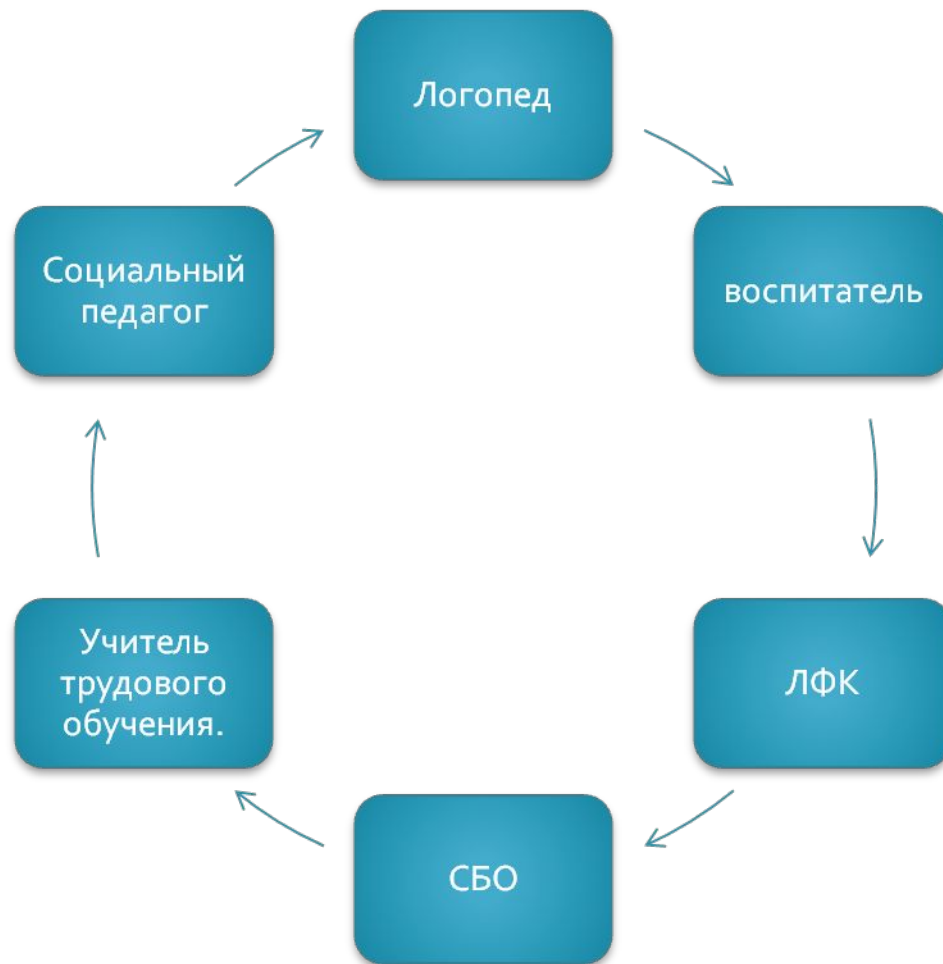 Логопед
воспитатель
ЛФК
СБО
Учитель
трудового
обучения.
Социальный
педагог